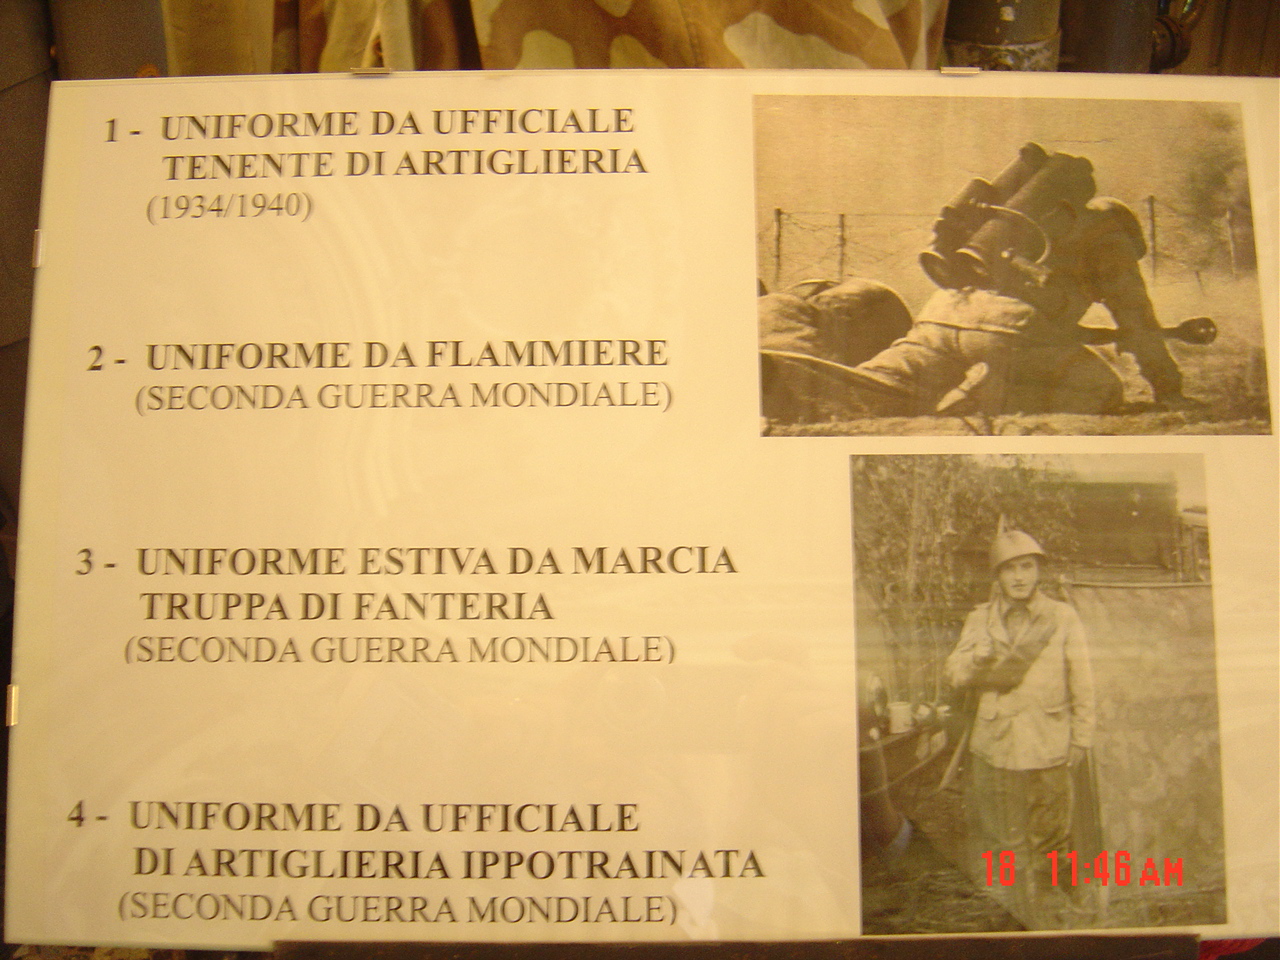 1 - UNIFORME DA UFFICIALE
TENENTE DI ARTIGLIERIA
(1934/1940)
2 - UNIFORME DA FLAMMIERE
(SECONDA GUERRA MONDIALE)
3 - UNIFORME ESTIVA DA MARCIA
TRUPPA DI FANTERIA
(SECONDA GUERRA MONDIALE)
4 - UNIFORME DA UFFICIALE
DI ARTIGLIERIA IPPOTRAINATA
(SECONDA GUERRA MONDIALE)
18 11:46 AM